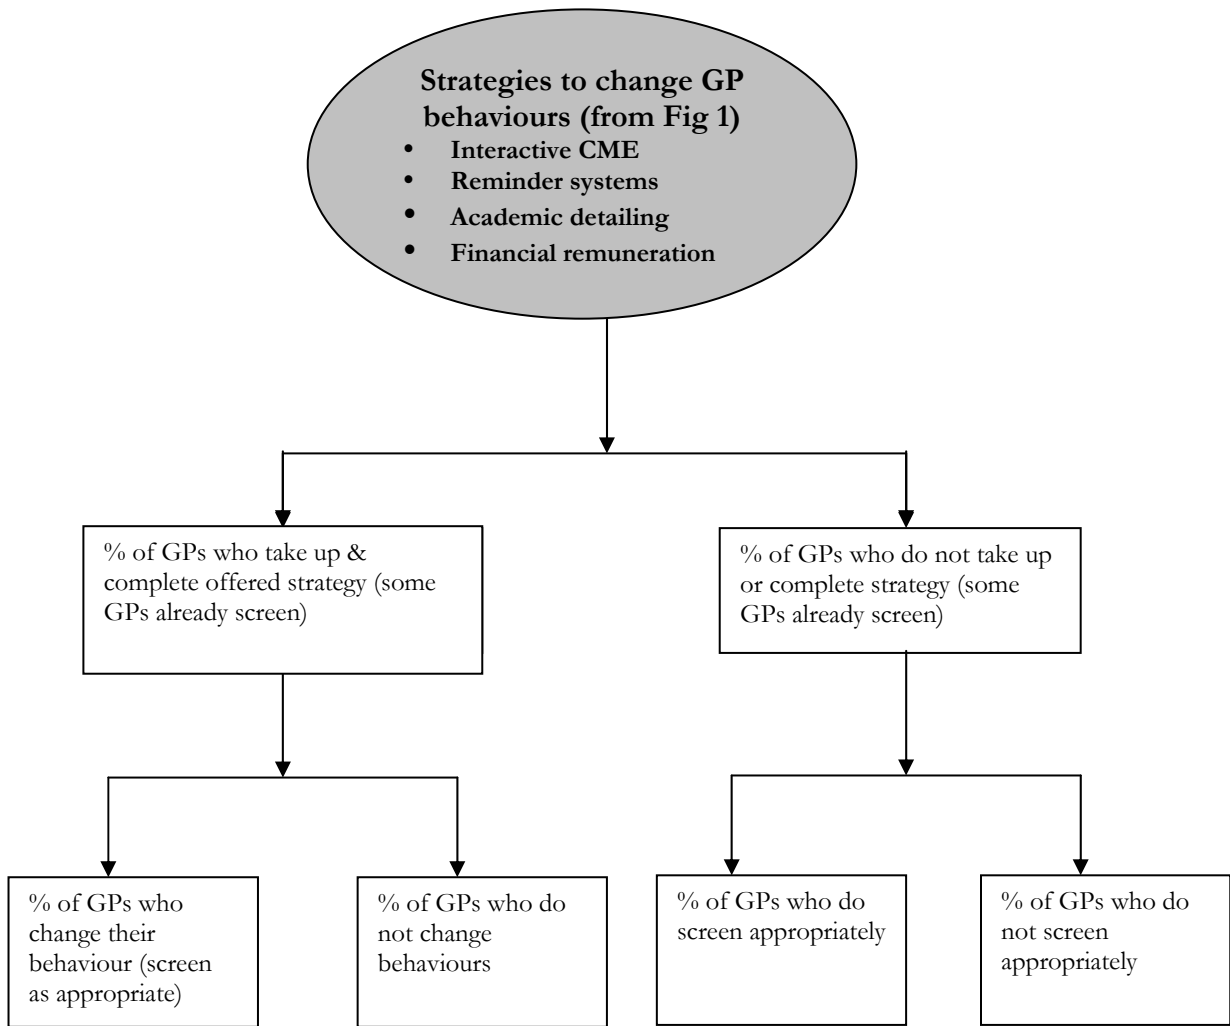 Strategies to change GP
behaviours (from Fig 1)
• Interactive CME
• Reminder systems
• Academic detailing
• Financial remuneration
% of GPs who take up &
complete offered strategy (some
GPs already screen)
% of GPs who do not take up
or complete strategy (some
GPs already screen)
% of GPs who
change their
behaviour (screen
as appropriate)
% of GPs who do
not change
behaviours
% of GPs who do
screen appropriately
% of GPs who do
not screen
appropriately